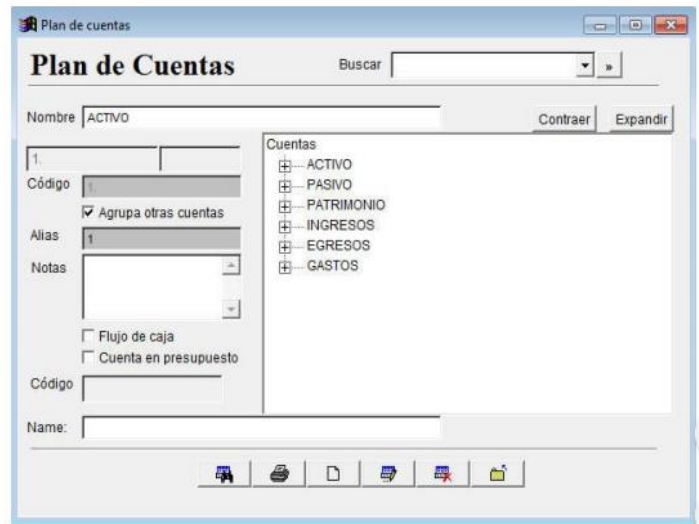 Plan de cuentas
Plan de Cuentas
Buscar
»
Nombre ACTIVO
Contraer Expandir
1.
Código 1.
Agrupa otras cuentas
Alias 1
Notas
Flujo de caja
Cuenta en presupuesto
Código
Name:
Cuentas
ACTIVO
PASIVO
PATRIMONIO
INGRESOS
EGRESOS
GASTOS